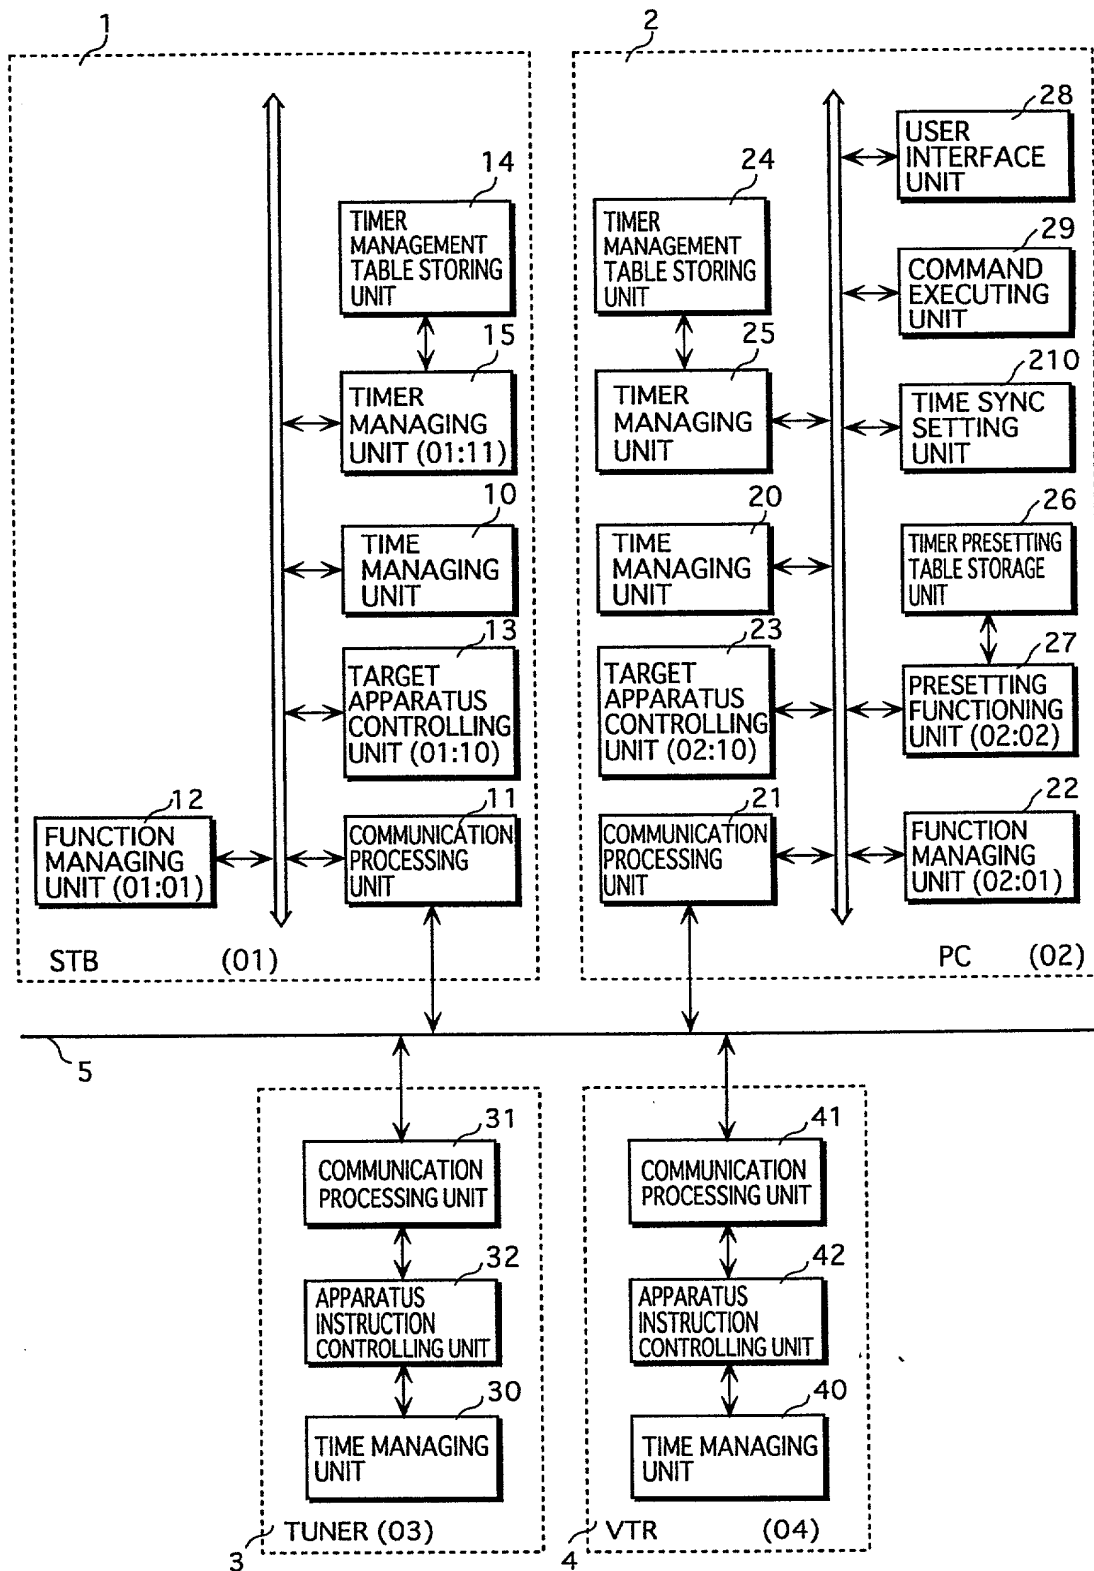 1
14
TIMER
MANAGEMENT
TABLE STORING
UNIT
15
TIMER
MANAGING
UNIT (01:11)
10
TIME
MANAGING
UNIT
13
TARGET
APPARATUS
CONTROLLING
UNIT (01:10)
12
FUNCTION
MANAGING
UNIT (01:01)
11
COMMUNICATION
PROCESSING
UNIT
STB (01)
2
24
TIMER
MANAGEMENT
TABLE STORING
UNIT
25
TIMER
MANAGING
UNIT
20
TIME
MANAGING
UNIT
23
TARGET
APPARATUS
CONTROLLING
UNIT (02:10)
21
COMMUNICATION
PROCESSING
UNIT
28
USER
INTERFACE
UNIT
29
COMMAND
EXECUTING
UNIT
210
TIME SYNC
SETTING
UNIT
26
TIMER PRESETTING
TABLE STORAGE
UNIT
27
PRESETTING
FUNCTIONING
UNIT (02:02)
22
FUNCTION
MANAGING
UNIT (02:01)
PC (02)
5
31
COMMUNICATION
PROCESSING UNIT
32
APPARATUS
INSTRUCTION
CONTROLLING UNIT
30
TIME MANAGING
UNIT
3
TUNER (03)
41
COMMUNICATION
PROCESSING UNIT
42
APPARATUS
INSTRUCTION
CONTROLLING UNIT
40
TIME MANAGING
UNIT
4
VTR (04)